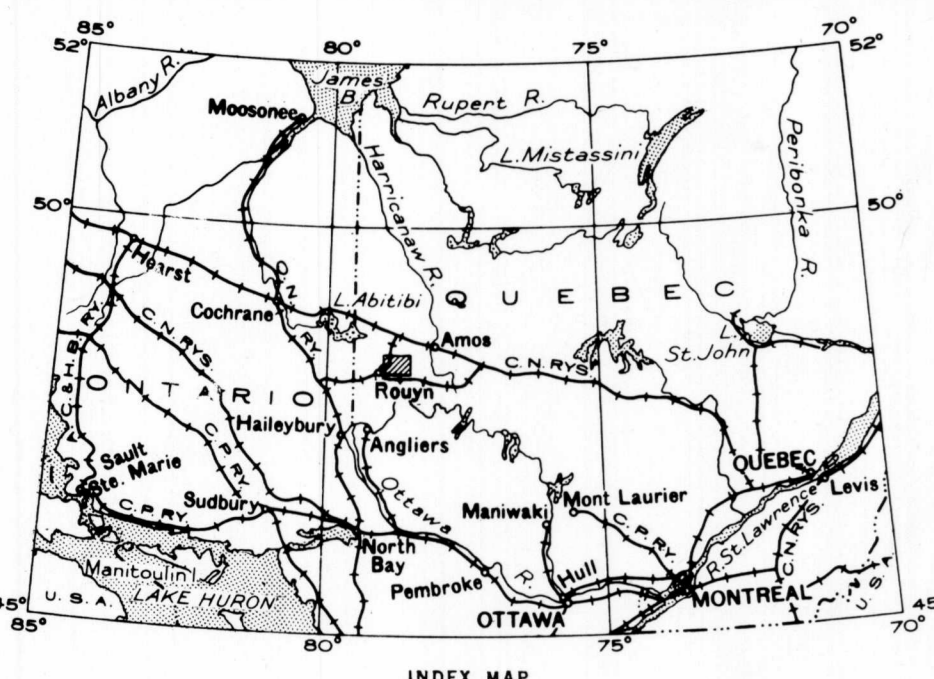 85°
80°
75°
70°
52°
52°
Albany R.
James
B.
Moosonee
Rupert R.
L. Mistassini
Peribonka R.
Harricanaw R.
50°
50°
Hearst
O.N.
RY.
Cochrane
L. Abitibi
QUEBEC
Amos
C.N.RYS.
C.N.RYS.
L.
St. John
A.C.& H.B. RY.
ONTARIO
Rouyn
Haileybury
Angliers
C.P.RY.
Sault
Ste. Marie
Sudbury
C.P.RY.
Ottawa
R.
Maniwaki
Mont Laurier
C.P.RY.
QUEBEC
Levis
R. St. Lawrence
C.N.RYS.
North
Bay
Pembroke
Hull
OTTAWA
MONTREAL
Manitoulin I.
LAKE HURON
U.S.A.
U.S.A.
45°
45°
85°
80°
75°
70°
INDEX MAP